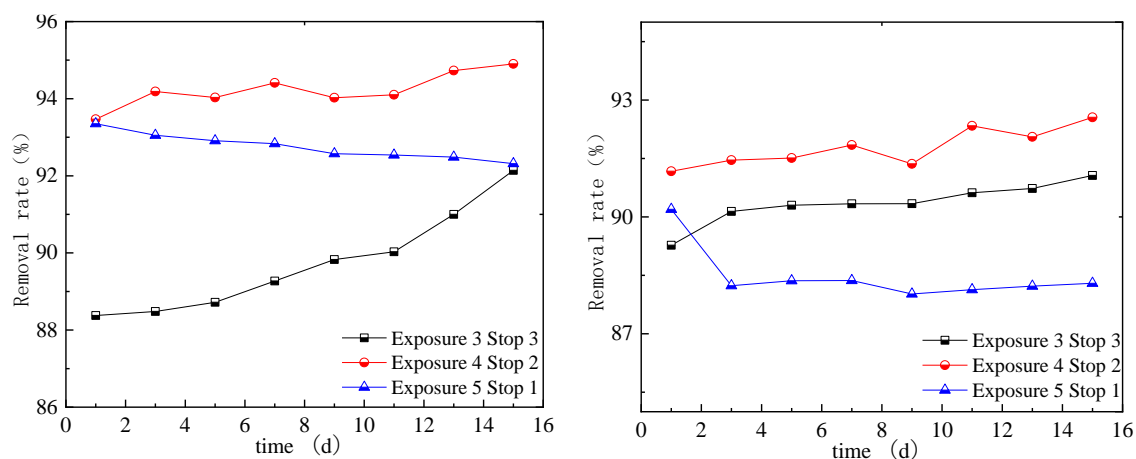 96
94
92
90
88
86
Removal rate (%)
0 2 4 6 8 10 12 14 16
time (d)
Exposure 3 Stop 3
Exposure 4 Stop 2
Exposure 5 Stop 1
93
90
87
Removal rate (%)
0 2 4 6 8 10 12 14 16
time (d)
Exposure 3 Stop 3
Exposure 4 Stop 2
Exposure 5 Stop 1